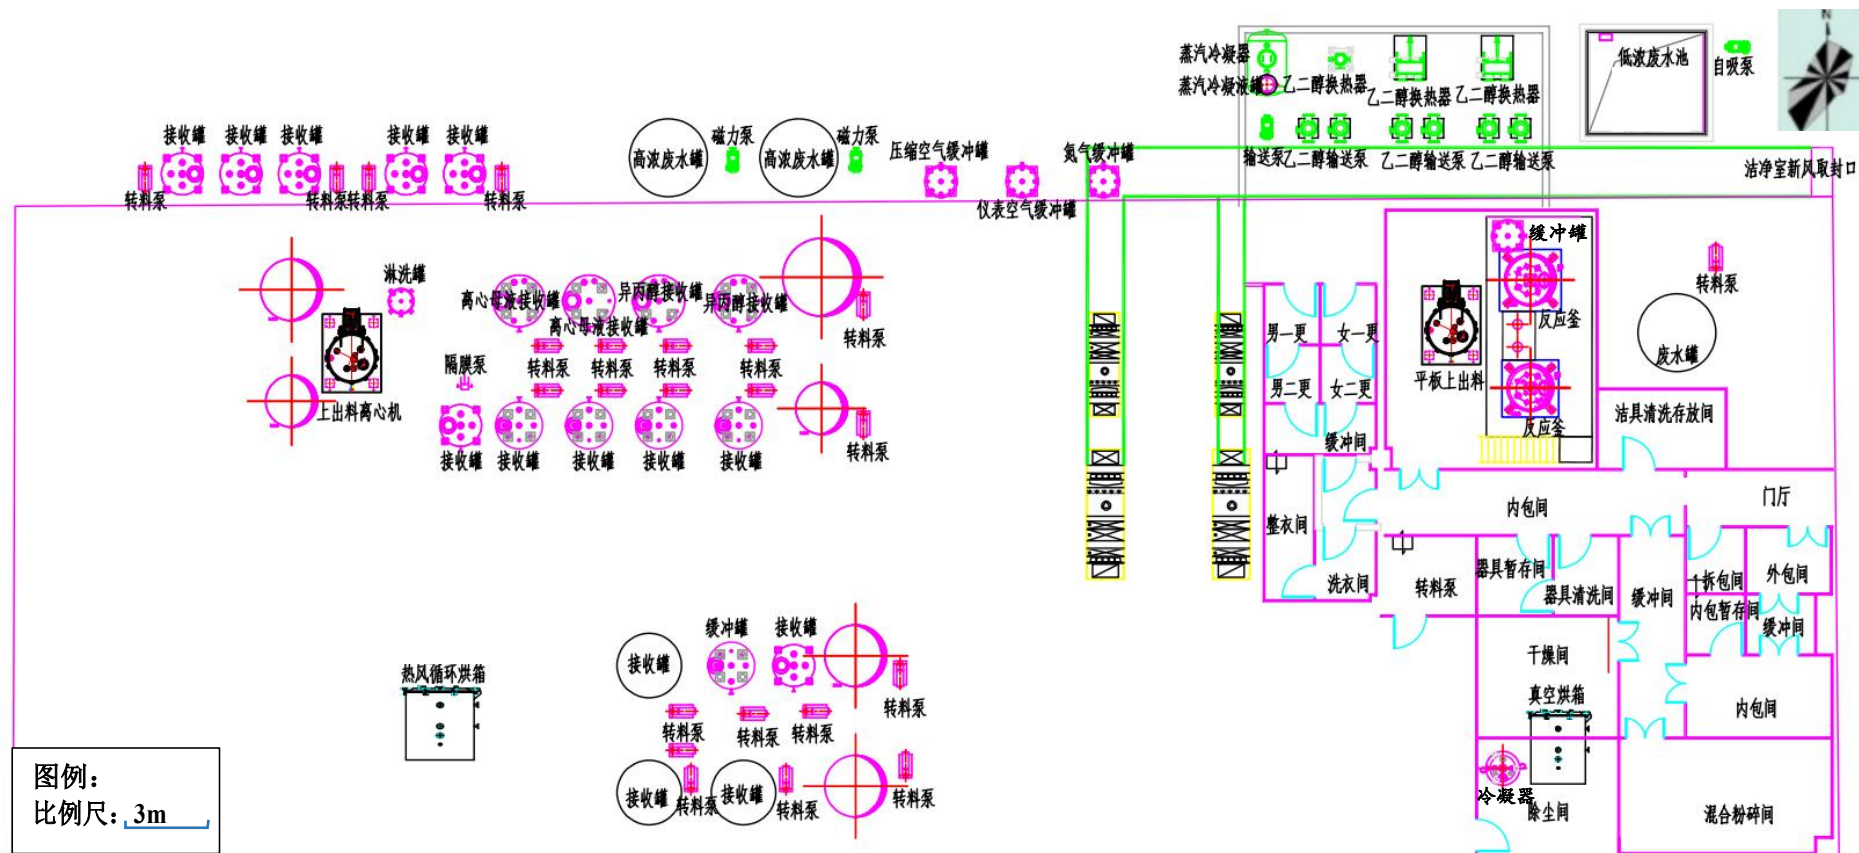 N
蒸汽冷凝器
低浓废水池
自吸泵
蒸汽冷凝液罐
乙二醇换热器
乙二醇换热器
乙二醇换热器
接收罐
接收罐
接收罐
接收罐
接收罐
磁力泵
磁力泵
高浓废水罐
高浓废水罐
压缩空气缓冲罐
氮气缓冲罐
输送泵
乙二醇输送泵
乙二醇输送泵
乙二醇输送泵
洁净室新风取封口
转料泵
转料泵
转料泵
转料泵
仪表空气缓冲罐
缓冲罐
淋洗罐
离心母液接收罐
异丙醇接收罐
异丙醇接收罐
离心母液接收罐
转料泵
转料泵
反应釜
男一更
女一更
废水罐
隔膜泵
转料泵
转料泵
转料泵
转料泵
平板上出料
男二更
女二更
上出料离心机
洁具清洗存放间
反应釜
缓冲间
转料泵
接收罐
接收罐
接收罐
接收罐
接收罐
门厅
内包间
整衣间
洗衣间
转料泵
器具暂存间
器具清洗间
缓冲间
拆包间
外包间
内包暂存间
缓冲间
缓冲罐
接收罐
接收罐
干燥间
热风循环烘箱
真空烘箱
转料泵
内包间
转料泵
转料泵
转料泵
图例：
比例尺：3m
接收罐
转料泵
接收罐
转料泵
转料泵
冷凝器
除尘间
混合粉碎间